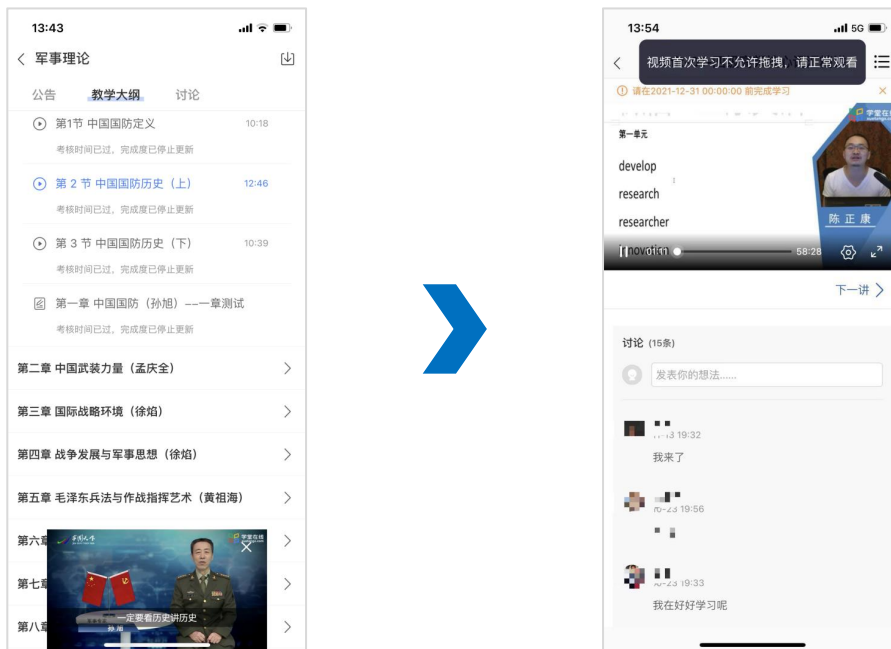 13:43
军事理论
公告 教学大纲 讨论
第1节 中国国防定义 10:18
考核时间已过，完成度已停止更新
第 2 节 中国国防历史（上） 12:46
考核时间已过，完成度已停止更新
第 3 节 中国国防历史（下） 10:39
考核时间已过，完成度已停止更新
第一章 中国国防（孙旭）--一章测试
考核时间已过，完成度已停止更新
第二章 中国武装力量（孟庆全）
第三章 国际战略环境（徐焰）
第四章 战争发展与军事思想（徐焰）
第五章 毛泽东兵法与作战指挥艺术（黄祖海）
第六章
学堂在线
第七章
一定要看历史讲历史
孙旭
第八章
13:54 5G
视频首次学习不允许拖拽，请正常观看
请在2021-12-31 00:00:00 前完成学习
学堂在线
第一单元
develop
research
researcher
innovation
陈正康
01:11 58:28
下一讲
讨论 (15条)
发表你的想法......
19:32
我来了
19:56
19:33
我在好好学习呢